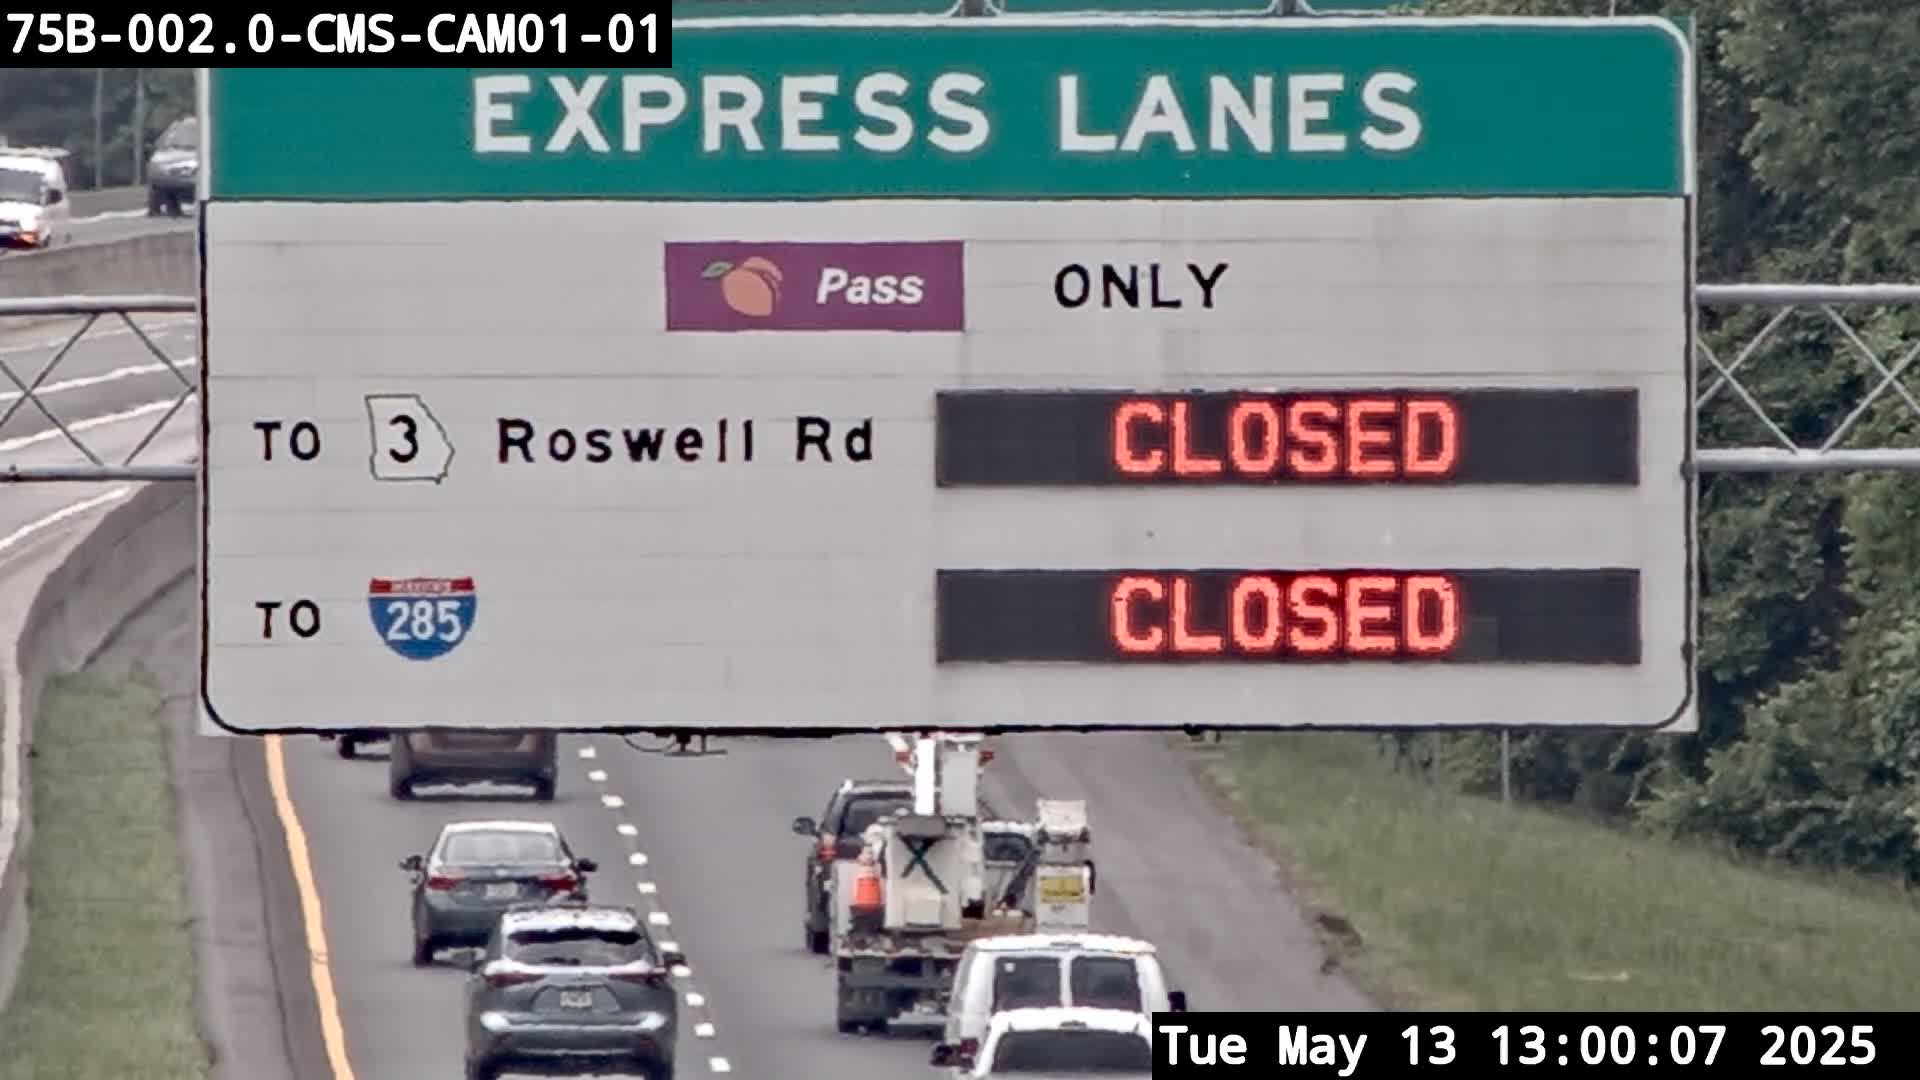 75B-002.0-CMS-CAM01-01
EXPRESS LANES
Pass ONLY
TO 3 Roswell Rd CLOSED
TO 285 CLOSED
Tue May 13 13:00:07 2025